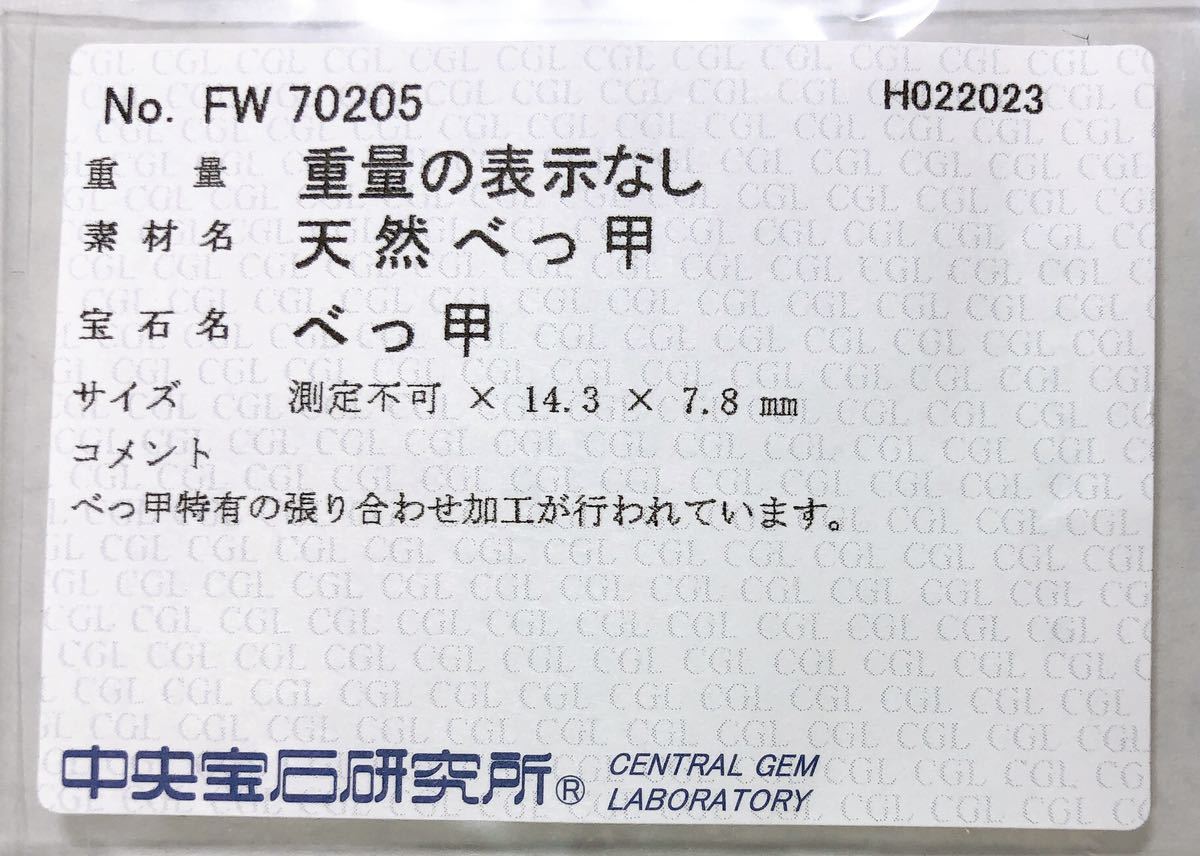 No. FW 70205 H022023
重量 重量の表示なし
素材名 天然べっ甲
宝石名 べっ甲
サイズ 測定不可 × 14.3 × 7.8 mm
コメント
べっ甲特有の張り合わせ加工が行われています。
中央宝石研究所® CENTRAL GEM
LABORATORY